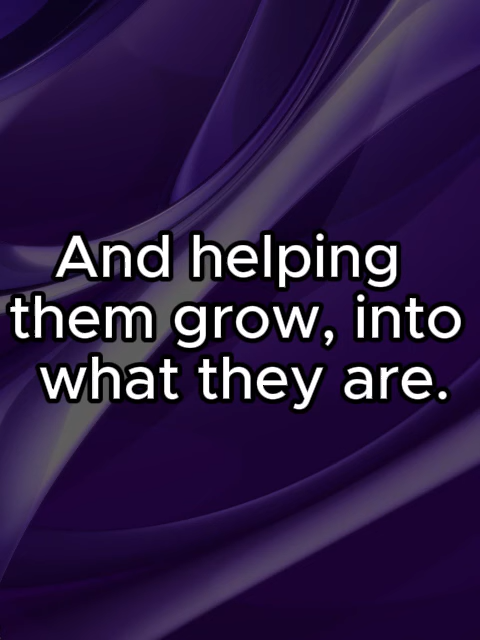 And helping
them grow, into
what they are.